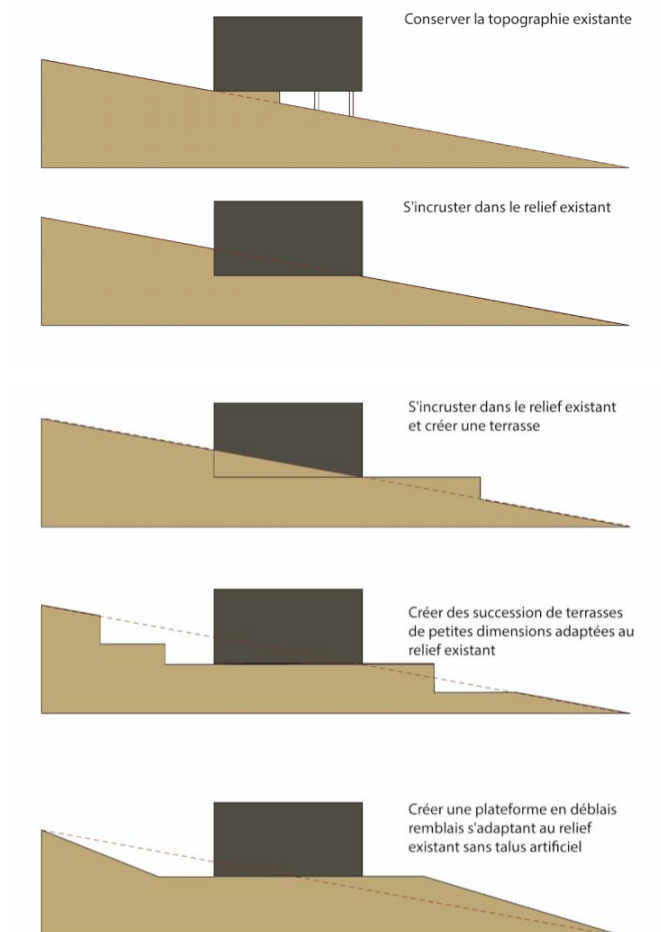 Conserver la topographie existante
S'incruster dans le relief existant
S'incruster dans le relief existant
et créer une terrasse
Créer des succession de terrasses
de petites dimensions adaptées au
relief existant
Créer une plateforme en déblais
remblais s'adaptant au relief
existant sans talus artificiel